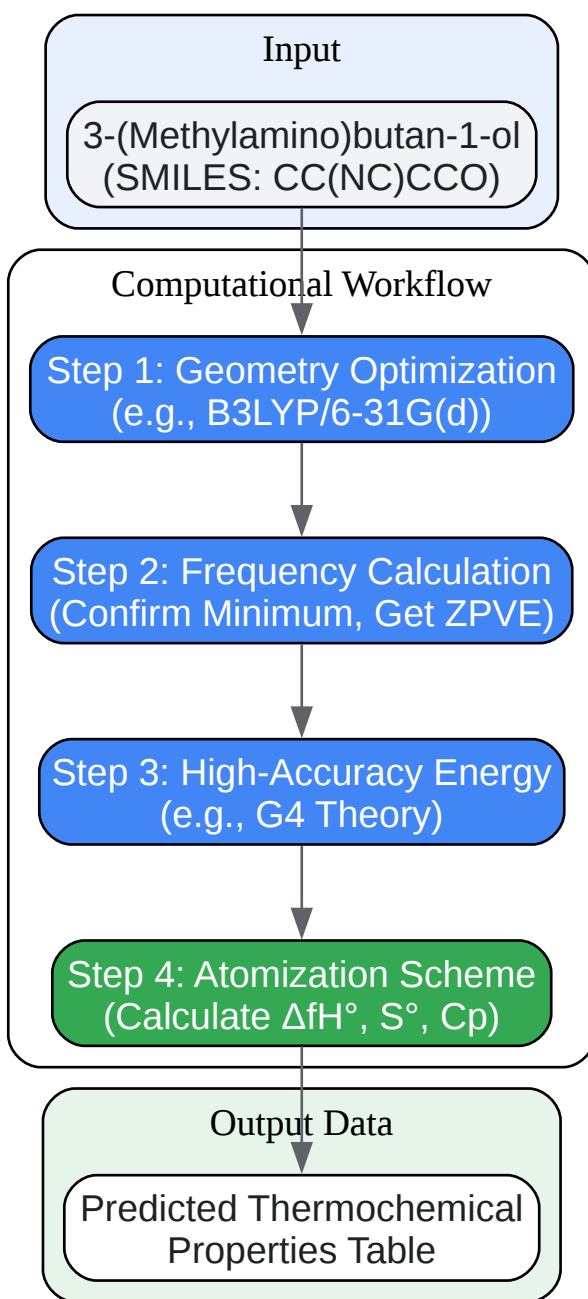 Input
3-(Methylamino)butan-1-ol
(SMILES: CC(NC)CCO)
Computational Workflow
Step 1: Geometry Optimization
(e.g., B3LYP/6-31G(d))
Step 2: Frequency Calculation
(Confirm Minimum, Get ZPVE)
Step 3: High-Accuracy Energy
(e.g., G4 Theory)
Step 4: Atomization Scheme
(Calculate ΔfH°, S°, Cp)
Output Data
Predicted Thermochemical
Properties Table